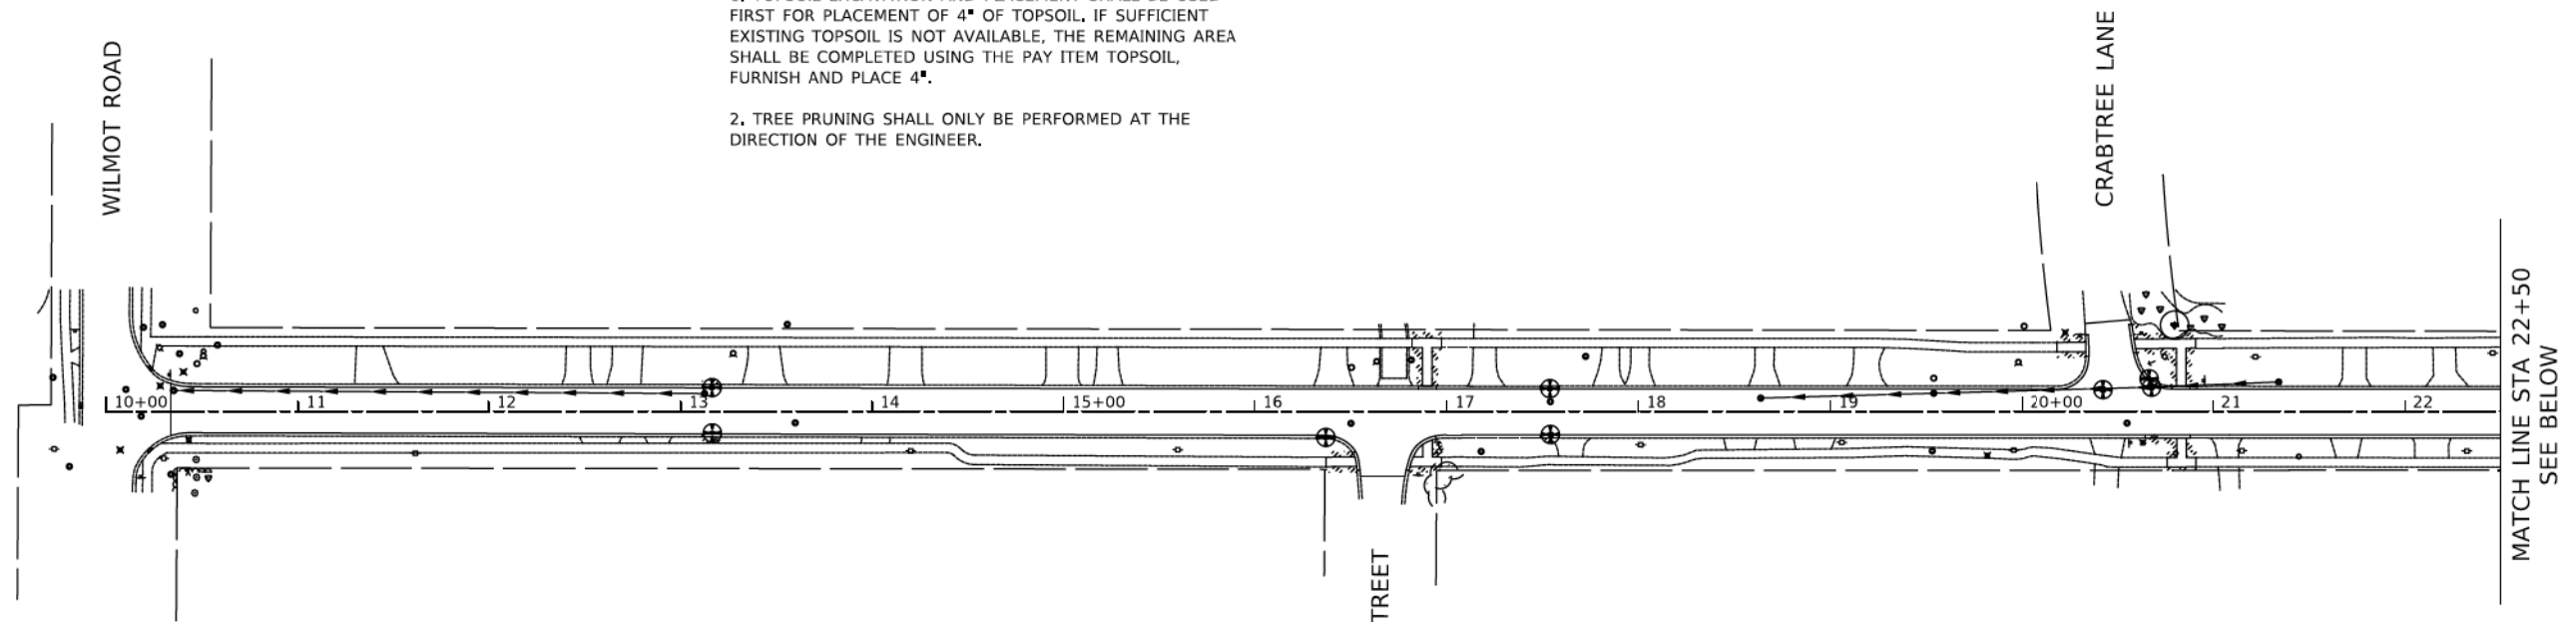 FIRST FOR PLACEMENT OF 4" OF TOPSOIL. IF SUFFICIENT
EXISTING TOPSOIL IS NOT AVAILABLE, THE REMAINING AREA
SHALL BE COMPLETED USING THE PAY ITEM TOPSOIL,
FURNISH AND PLACE 4".
2. TREE PRUNING SHALL ONLY BE PERFORMED AT THE
DIRECTION OF THE ENGINEER.
WILMOT ROAD
CRABTREE LANE
10+00 11 12 13 14 15+00 16 17 18 19 20+00 21 22
TREET
MATCH LINE STA 22+50
SEE BELOW